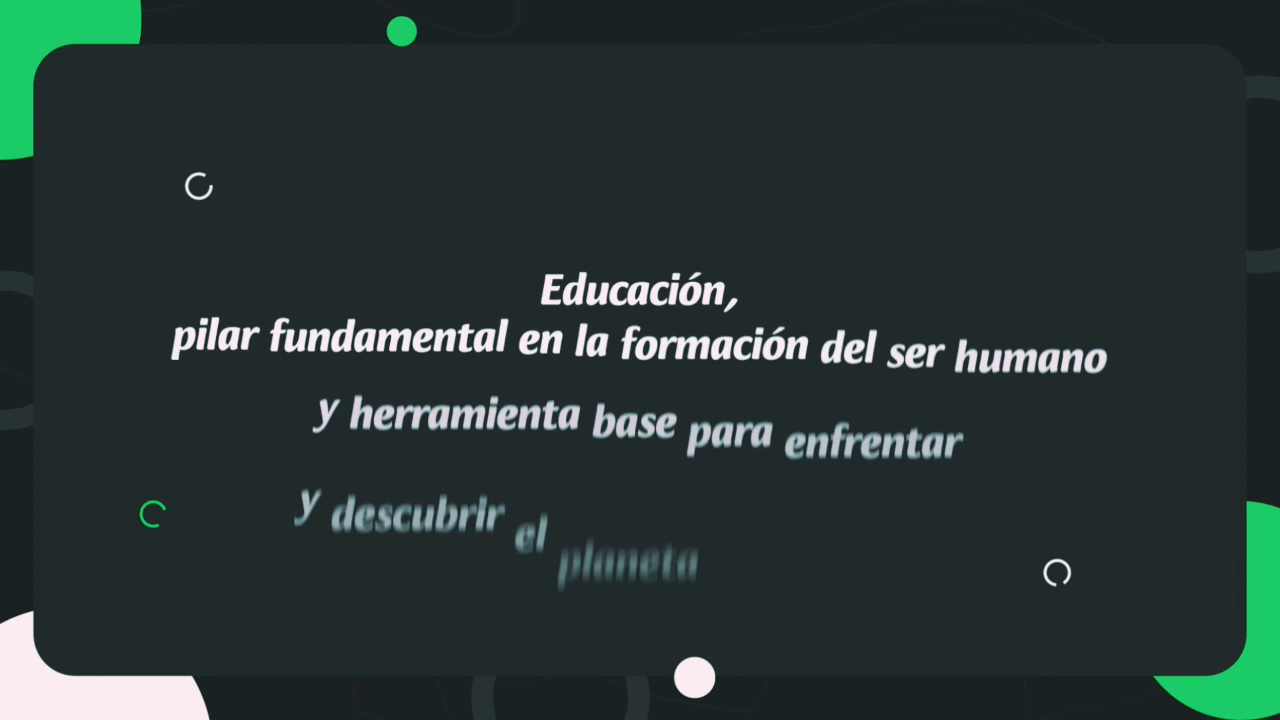 Educación,
pilar fundamental en la formación del ser humano
y herramienta base para enfrentar
y descubrir el planeta